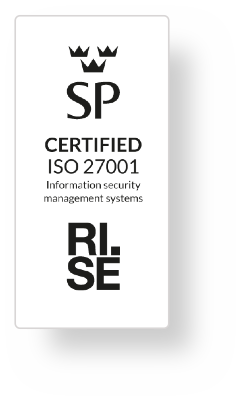 SP
CERTIFIED
ISO 27001
Information security
management systems
RI.
SE